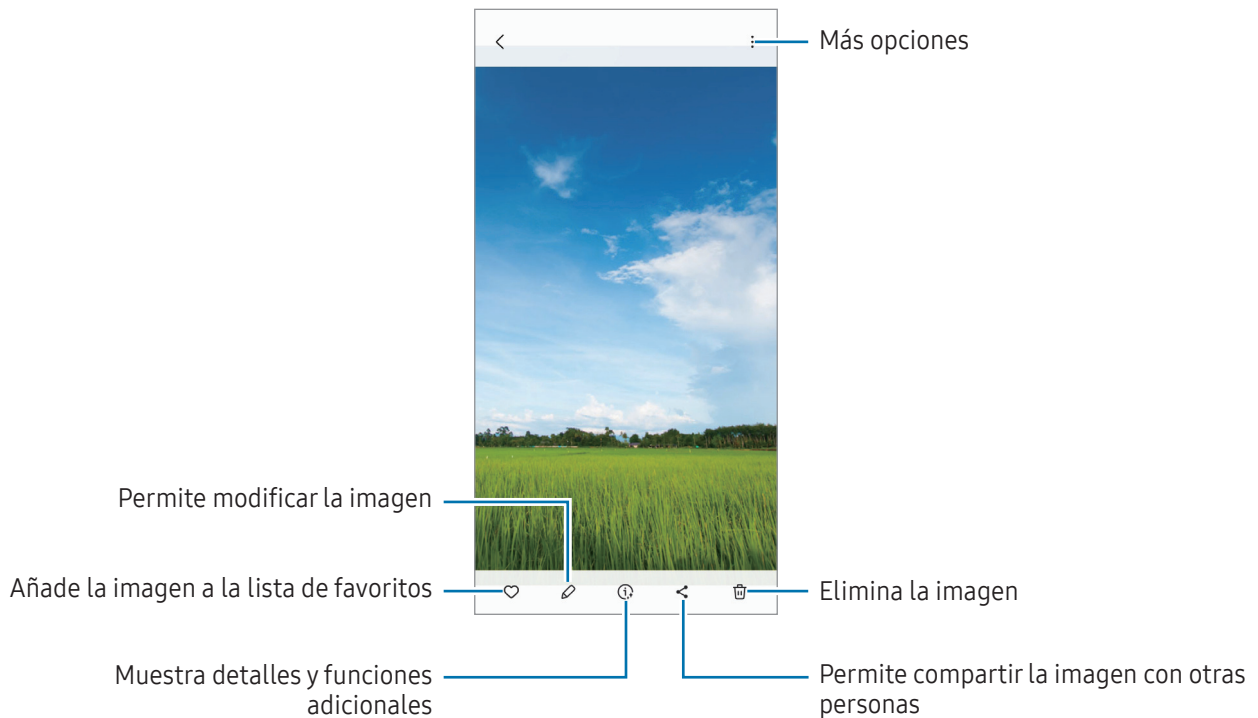 Más opciones
Permite modificar la imagen
Añade la imagen a la lista de favoritos
Elimina la imagen
Muestra detalles y funciones
adicionales
Permite compartir la imagen con otras
personas